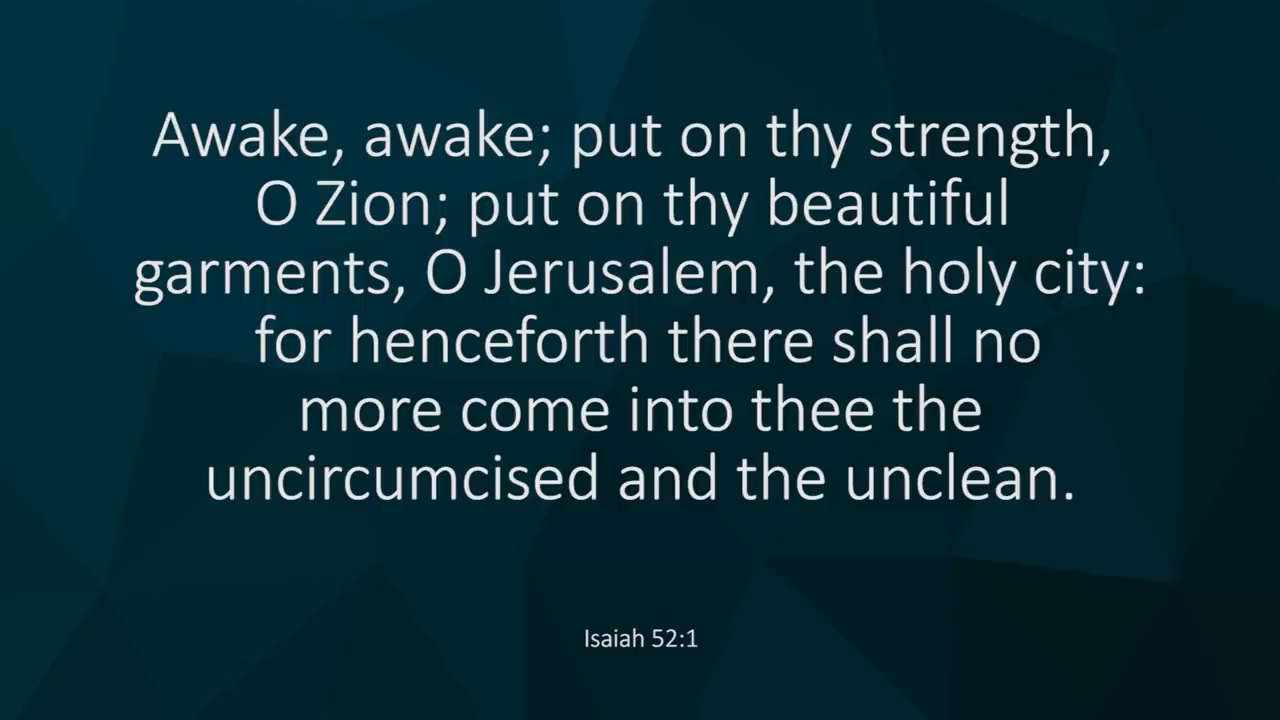 Awake, awake; put on thy strength,
O Zion; put on thy beautiful
garments, O Jerusalem, the holy city:
for henceforth there shall no
more come into thee the
uncircumcised and the unclean.
Isaiah 52:1